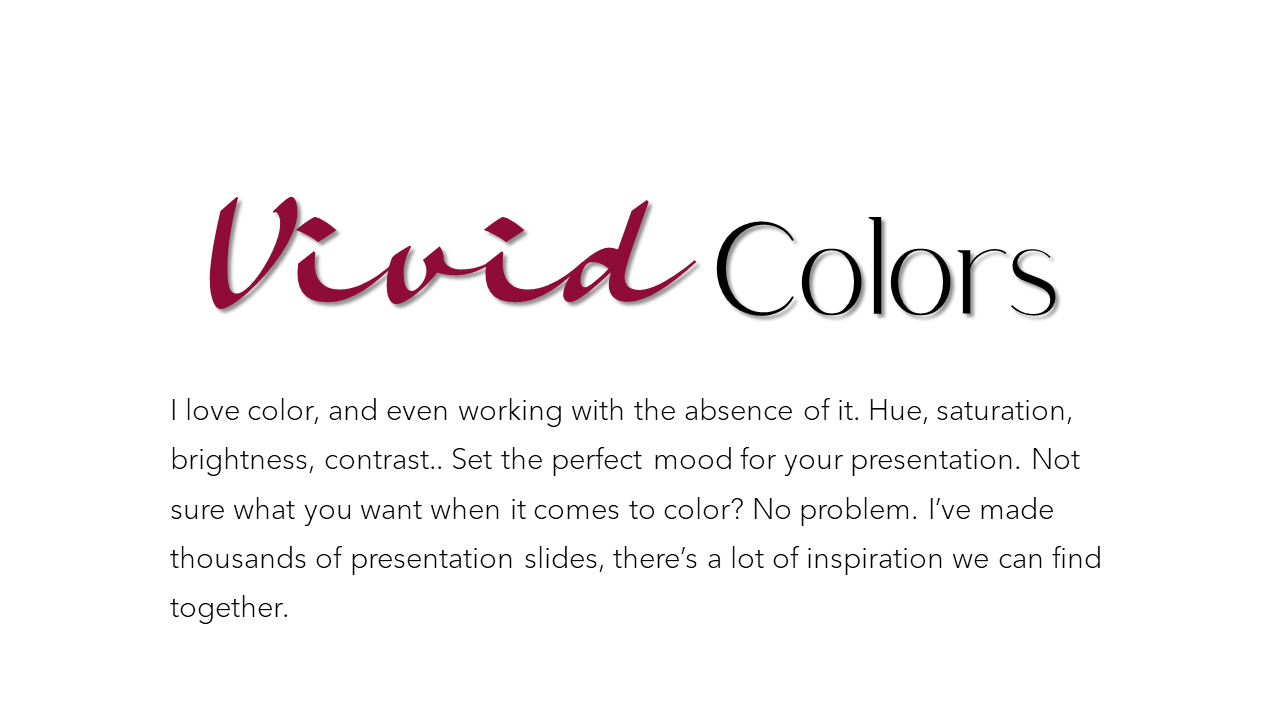 Vivid Colors
I love color, and even working with the absence of it. Hue, saturation,
brightness, contrast.. Set the perfect mood for your presentation. Not
sure what you want when it comes to color? No problem. I’ve made
thousands of presentation slides, there’s a lot of inspiration we can find
together.